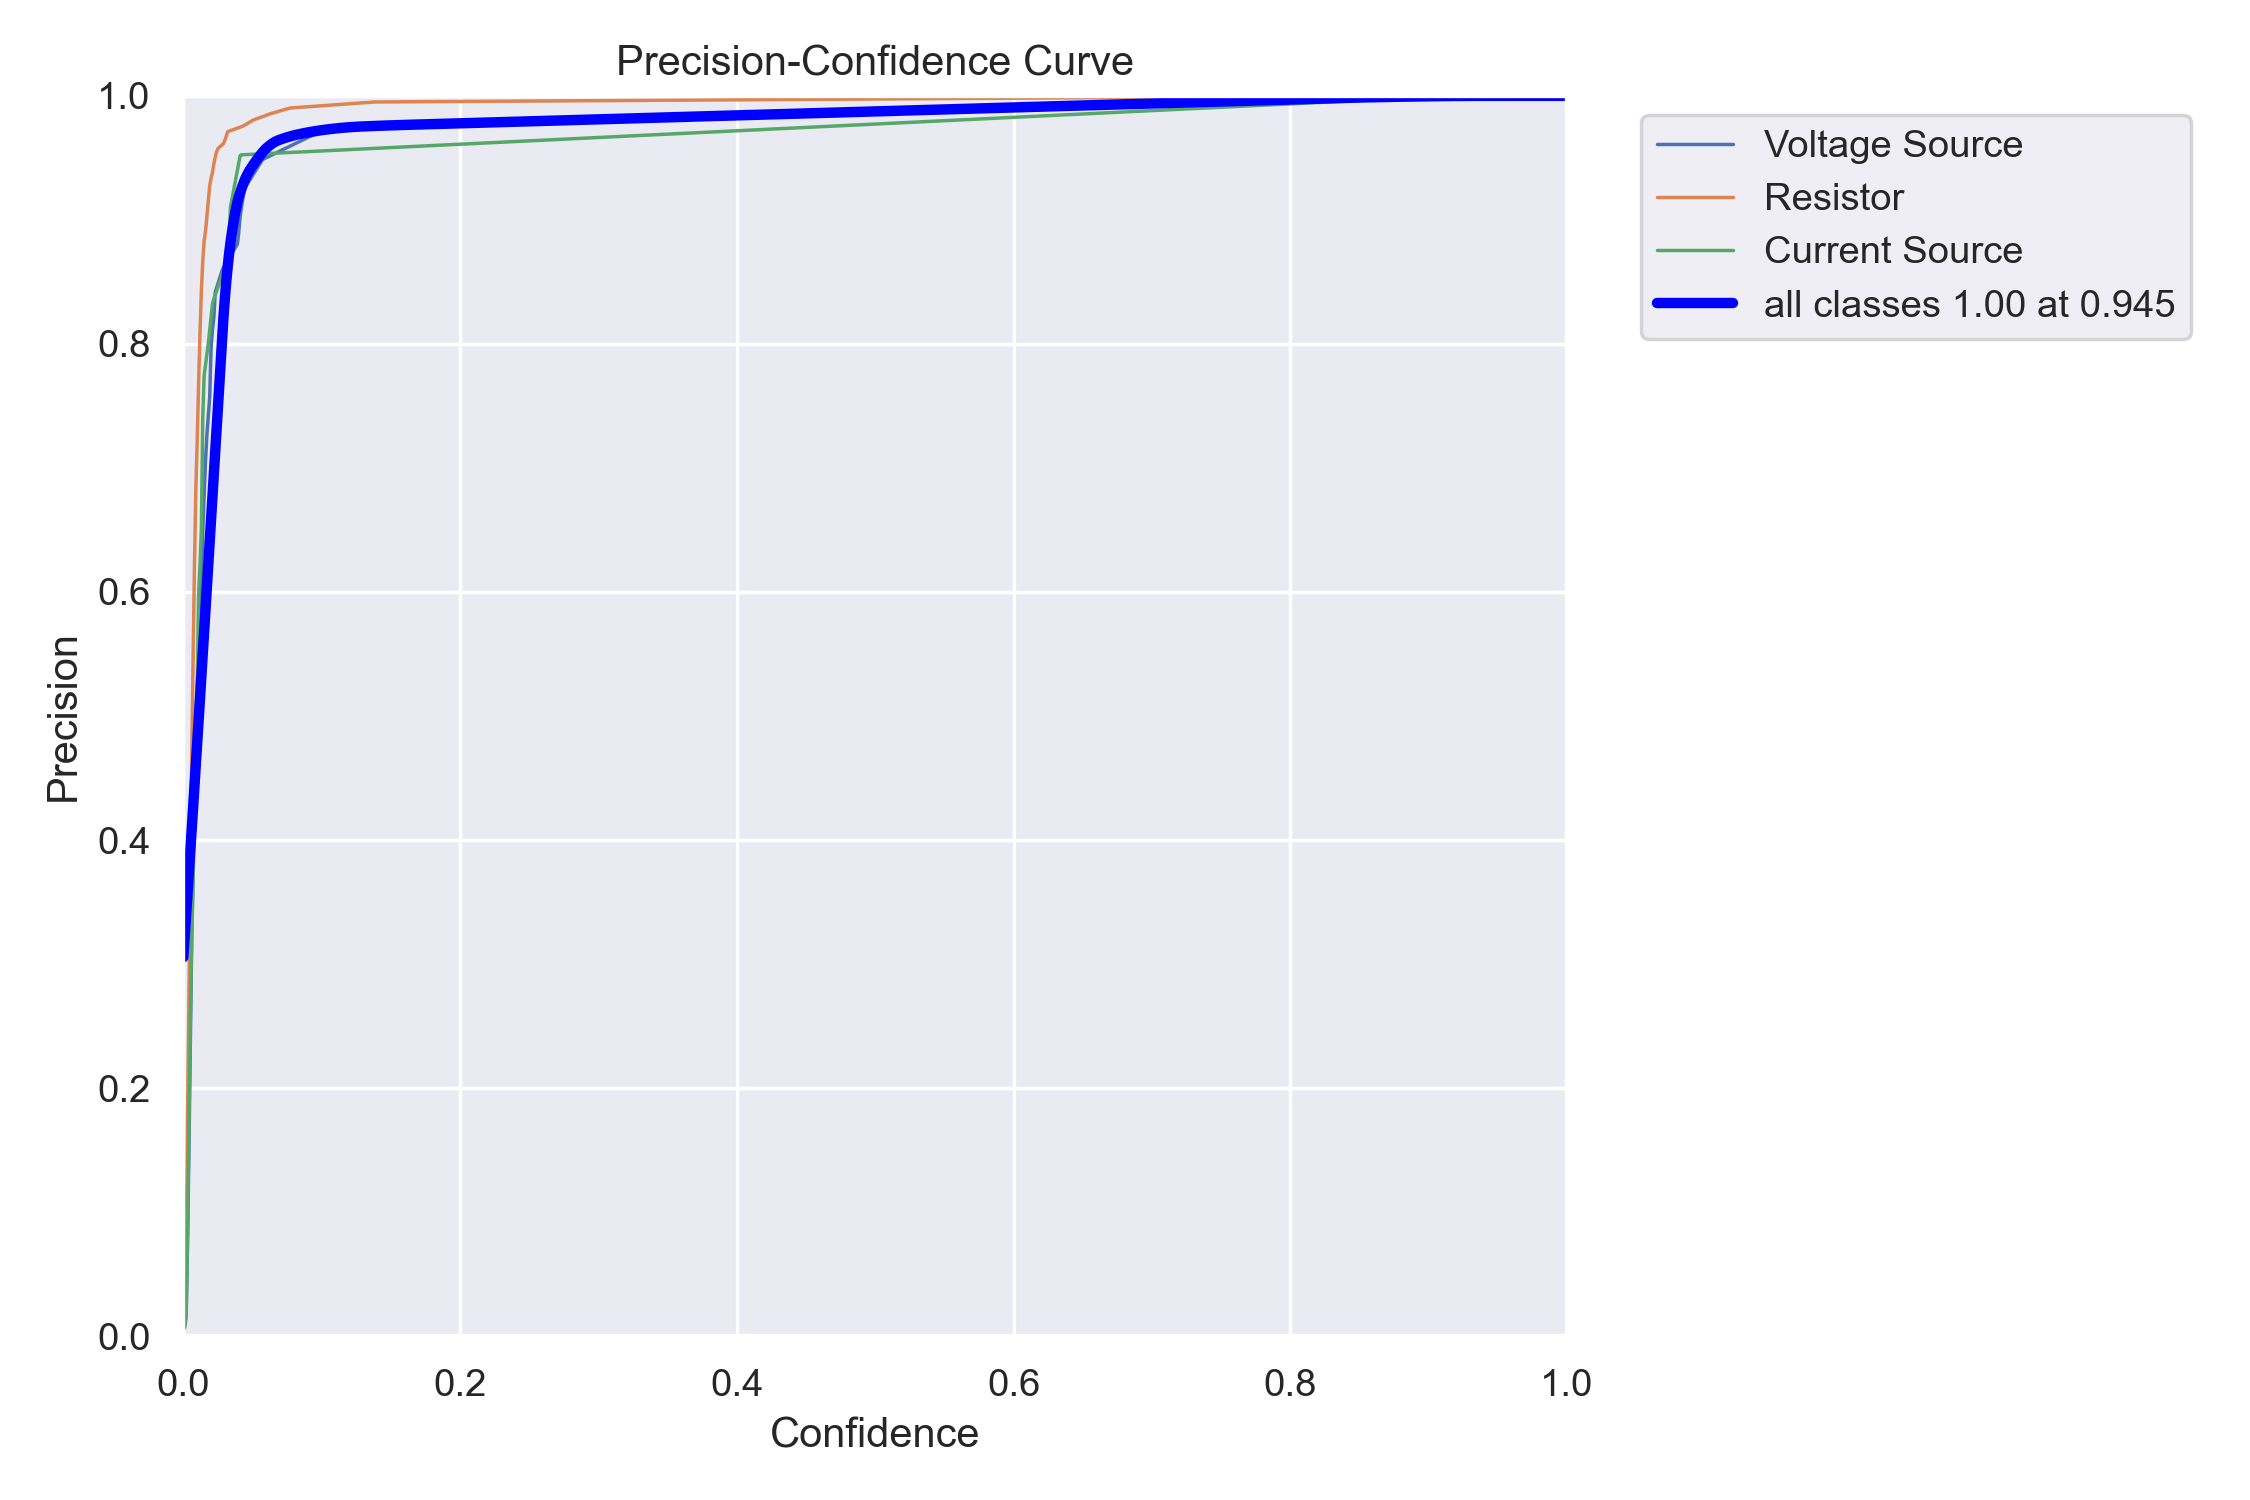 Precision-Confidence Curve
1.0
0.8
0.6
0.4
0.2
0.0
Precision
0.0 0.2 0.4 0.6 0.8 1.0
Confidence
Voltage Source
Resistor
Current Source
all classes 1.00 at 0.945